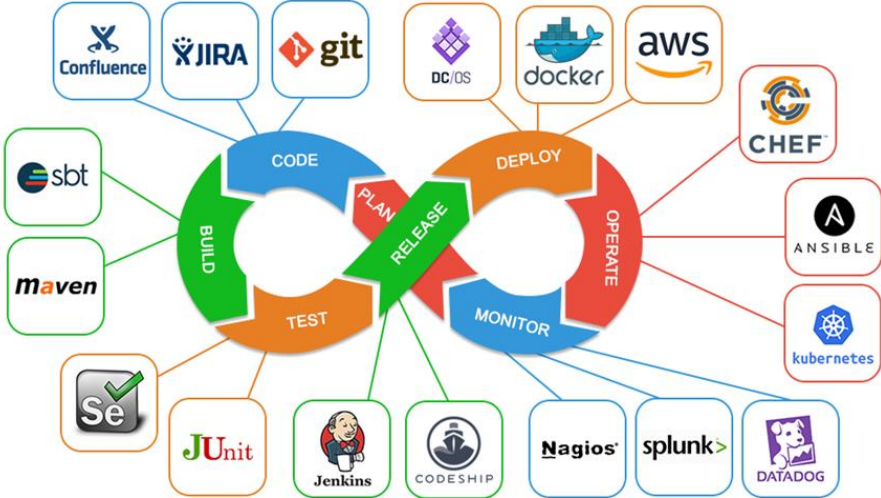 Confluence
JIRA
git
DC/OS
docker
aws
CHEF™
sbt
CODE
DEPLOY
PLAN
RELEASE
BUILD
OPERATE
ANSIBLE
maven
TEST
MONITOR
kubernetes
Se
JUnit
Jenkins
CODESHIP
Nagios®
splunk>
DATADOG